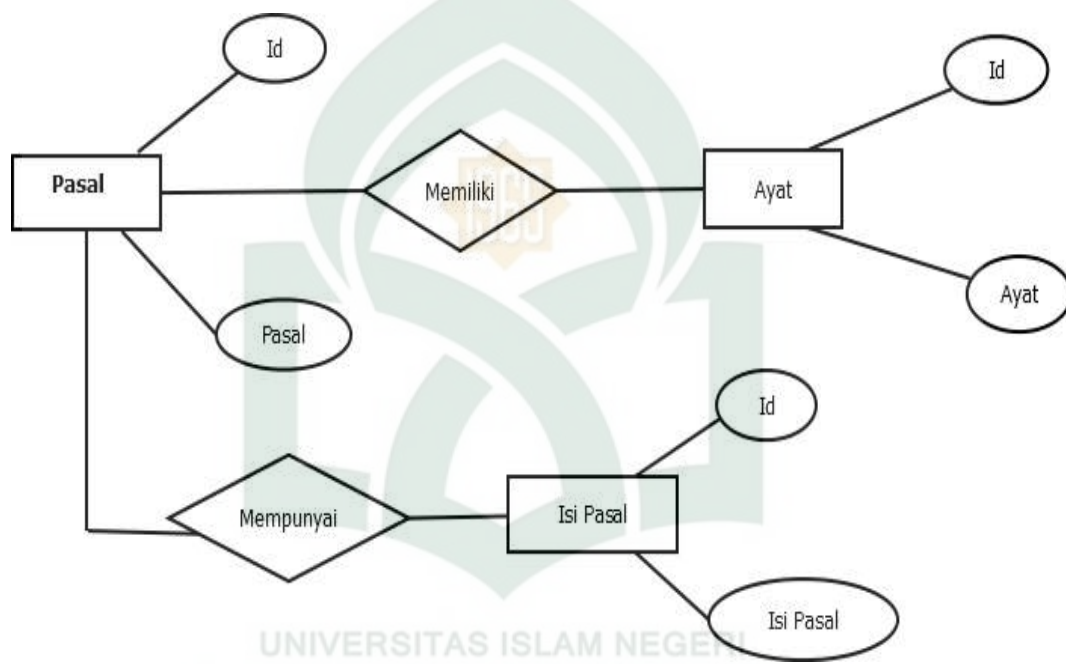 Id
Id
Pasal
Memiliki
Ayat
Ayat
Pasal
Id
Mempunyai
Isi Pasal
Isi Pasal
UNIVERSITAS ISLAM NEGERI